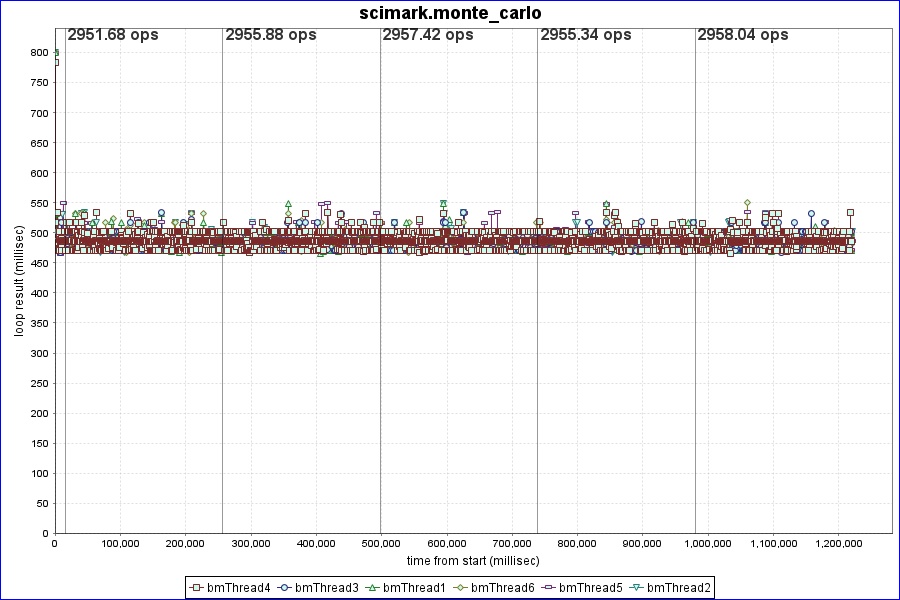 scimark.monte_carlo
2951.68 ops 2955.88 ops 2957.42 ops 2955.34 ops 2958.04 ops
800
750
700
650
600
550
500
450
400
350
300
250
200
150
100
50
0
loop result (millisec)
0 100,000 200,000 300,000 400,000 500,000 600,000 700,000 800,000 900,000 1,000,000 1,100,000 1,200,000
time from start (millisec)
bmThread4 bmThread3 bmThread1 bmThread6 bmThread5 bmThread2